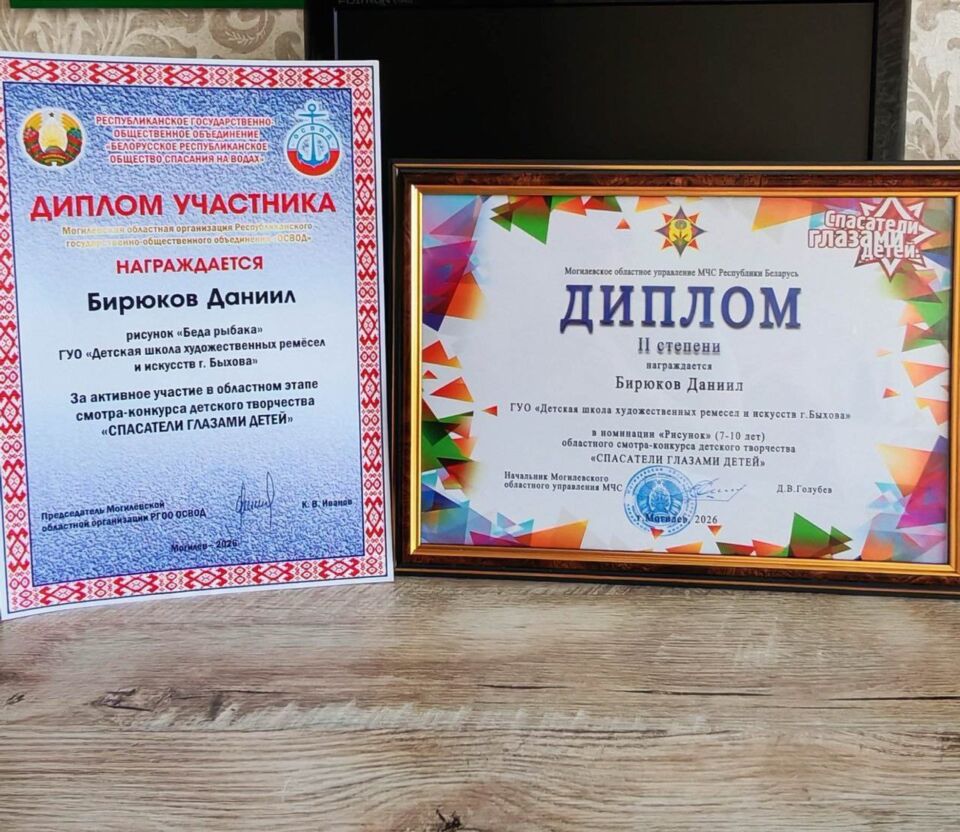 РЕСПУБЛИКАНСКОЕ ГОСУДАРСТВЕННО-
ОБЩЕСТВЕННОЕ ОБЪЕДИНЕНИЕ
«БЕЛОРУССКОЕ РЕСПУБЛИКАНСКОЕ
ОБЩЕСТВО СПАСАНИЯ НА ВОДАХ»
ОСВОД
ДИПЛОМ УЧАСТНИКА
Могилевская областная организация Республиканского
государственно-общественного объединения «ОСВОД»
НАГРАЖДАЕТСЯ
Бирюков Даниил
рисунок «Беда рыбака»
ГУО «Детская школа художественных ремёсел
и искусств г. Быхова»
За активное участие в областном этапе
смотра-конкурса детского творчества
«СПАСАТЕЛИ ГЛАЗАМИ ДЕТЕЙ»
Председатель Могилевской
областной организации РГОО ОСВОД
К. В. Иванов
Могилев – 2026
Спасатели
глазами
детей
Могилевское областное управление МЧС Республики Беларусь
ДИПЛОМ
II степени
награждается
Бирюков Даниил
ГУО «Детская школа художественных ремесел и искусств г.Быхова»
в номинации «Рисунок» (7-10 лет)
областного смотра-конкурса детского творчества
«СПАСАТЕЛИ ГЛАЗАМИ ДЕТЕЙ»
Начальник Могилевского
областного управления МЧС
Д.В.Голубев
г.Могилев, 2026